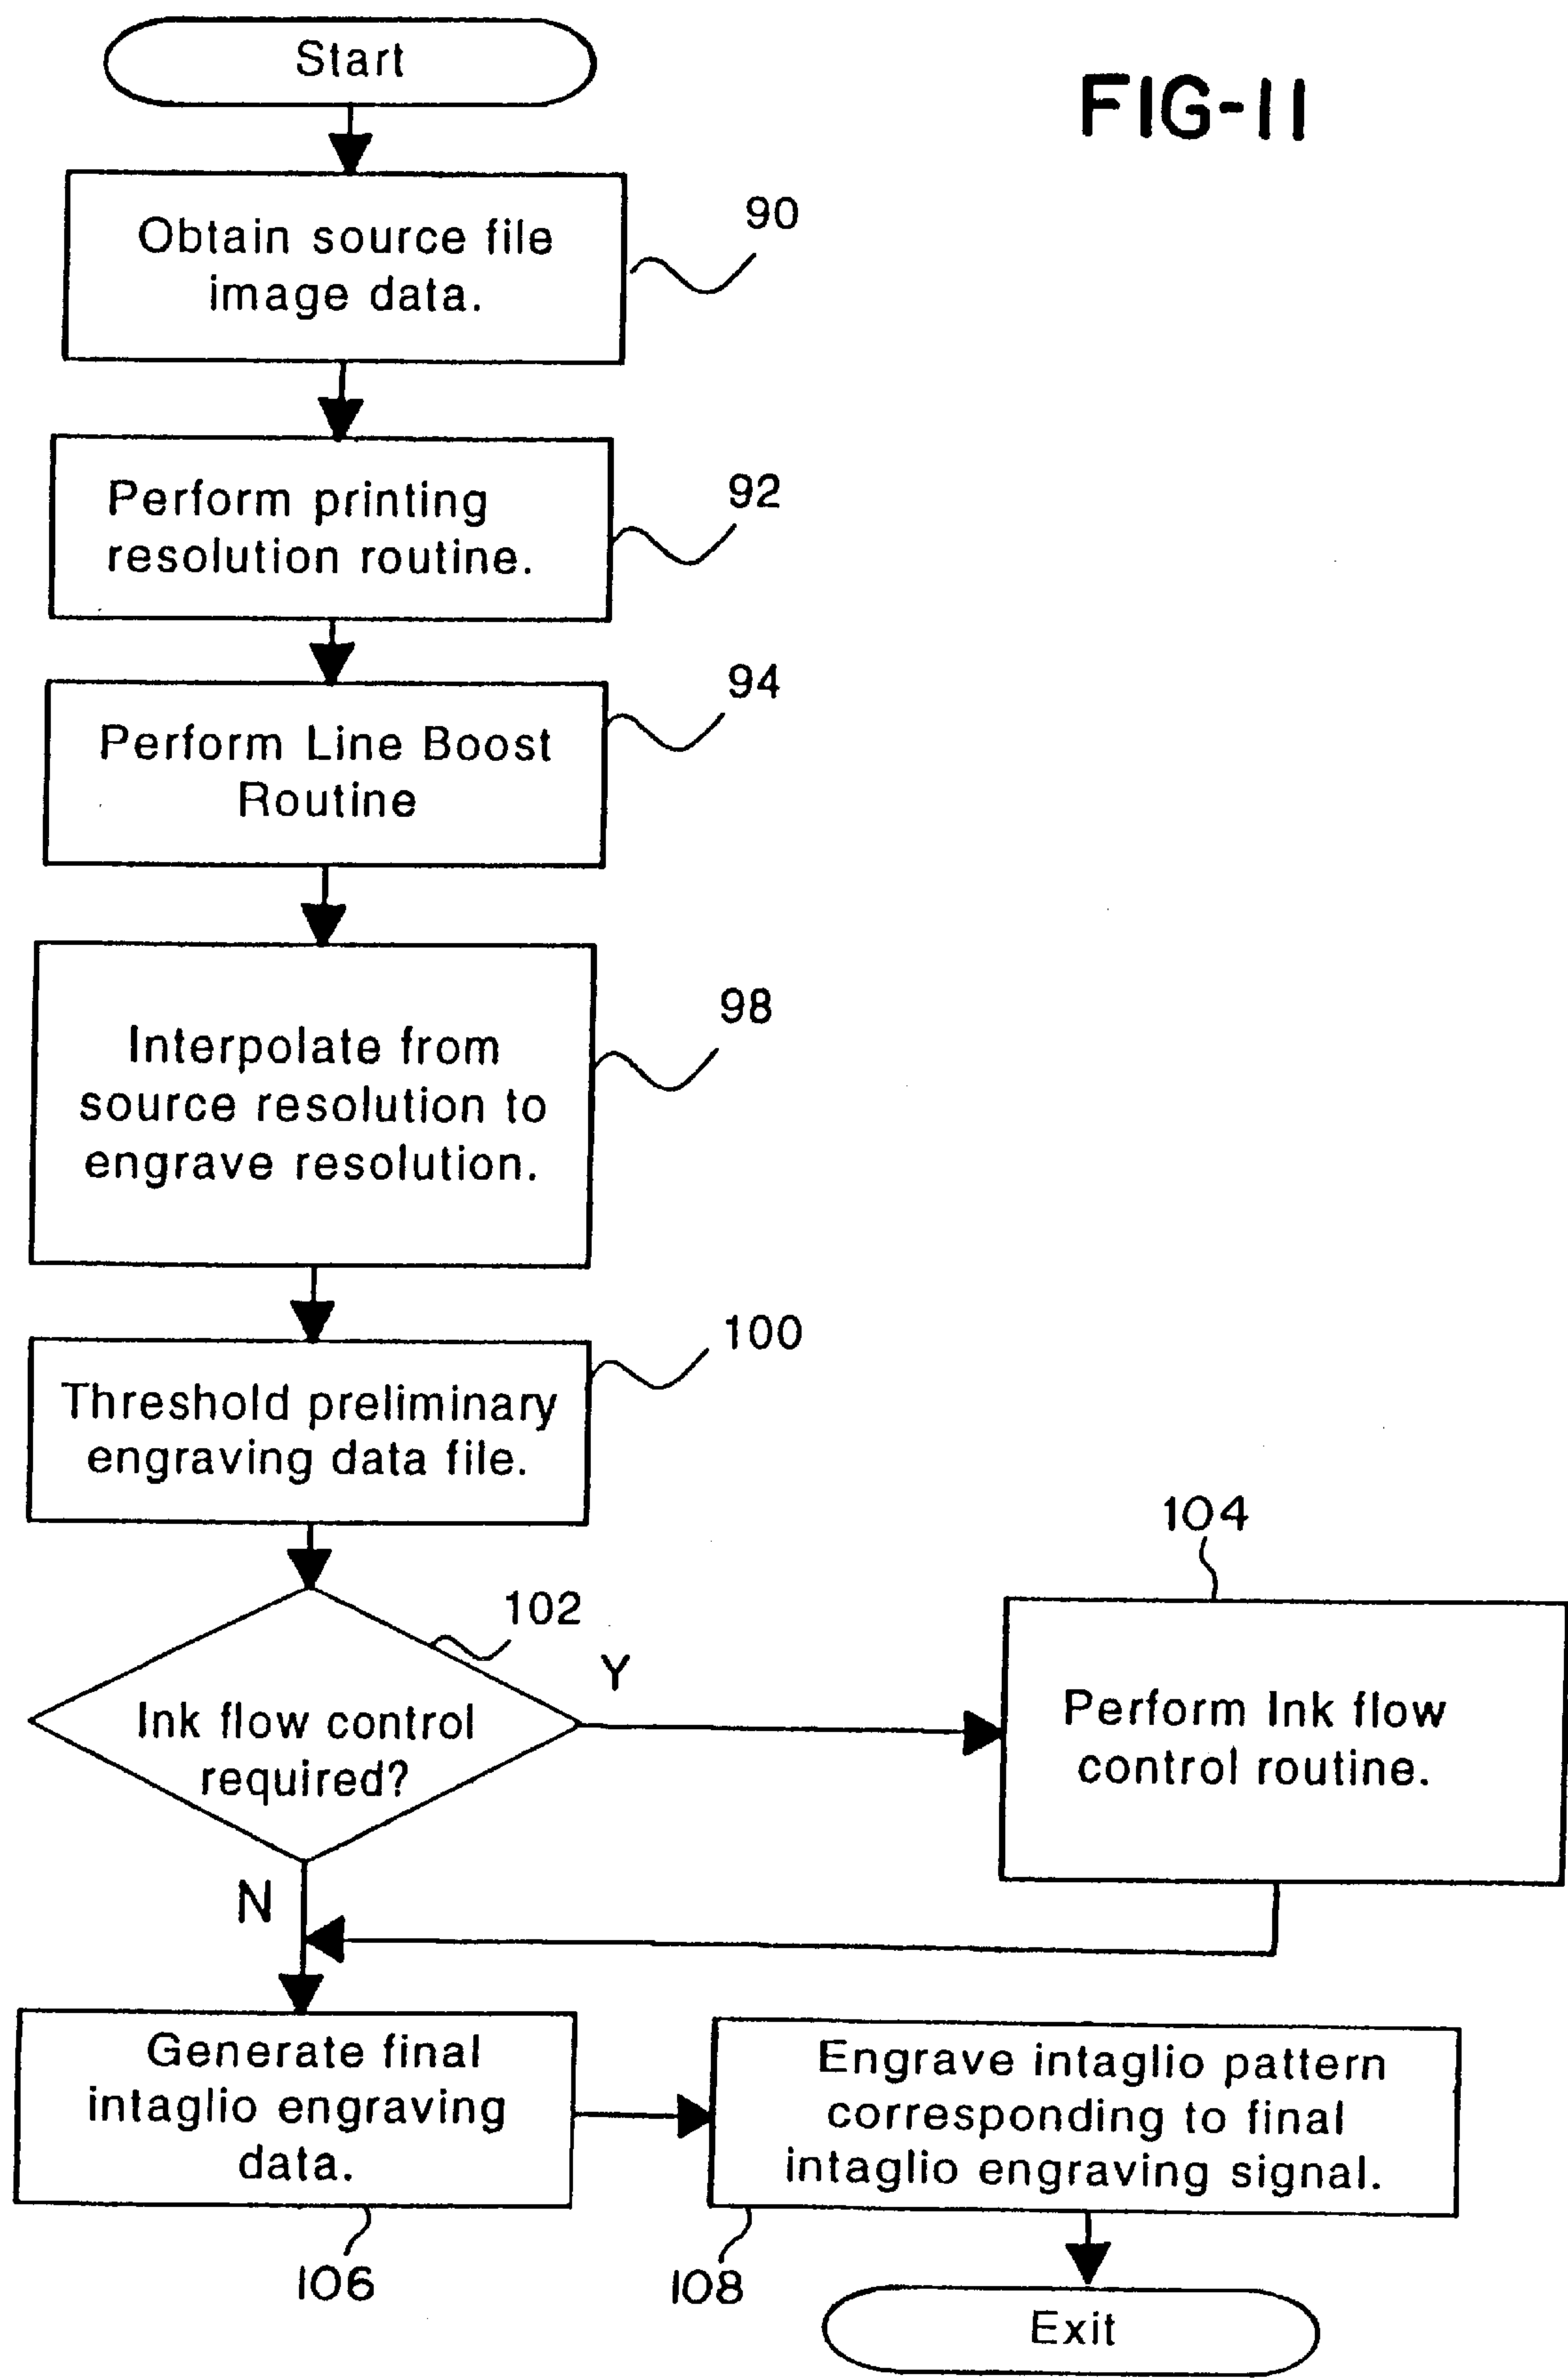 Start
FIG-11
Obtain source file
image data.
90
Perform printing
resolution routine.
92
Perform Line Boost
Routine
94
Interpolate from
source resolution to
engrave resolution.
98
Threshold preliminary
engraving data file.
100
Ink flow control
required?
102
Y
N
104
Perform Ink flow
control routine.
Generate final
intaglio engraving
data.
106
Engrave intaglio pattern
corresponding to final
intaglio engraving signal.
108
Exit